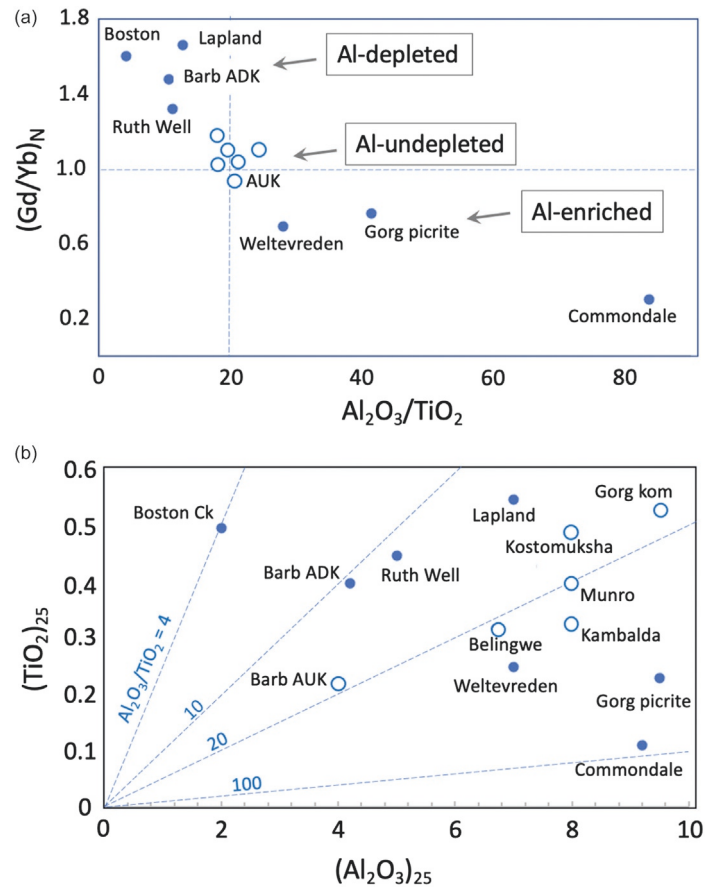 (a)
1.8
1.4
1.0
0.6
0.2
(Gd/Yb)N
Boston
Lapland
Al-depleted
Barb ADK
Ruth Well
Al-undepleted
AUK
Al-enriched
Weltevreden
Gorg picrite
Commondale
0 20 40 60 80
Al2O3/TiO2
(b)
0.6
0.5
0.4
0.3
0.2
0.1
0
(TiO2)25
Gorg kom
Boston Ck
Lapland
Kostomuksha
Barb ADK
Ruth Well
Munro
Kambalda
Belingwe
Barb AUK
Weltevreden
Gorg picrite
Commondale
Al2O3/TiO2 = 4
10
20
100
0 2 4 6 8 10
(Al2O3)25